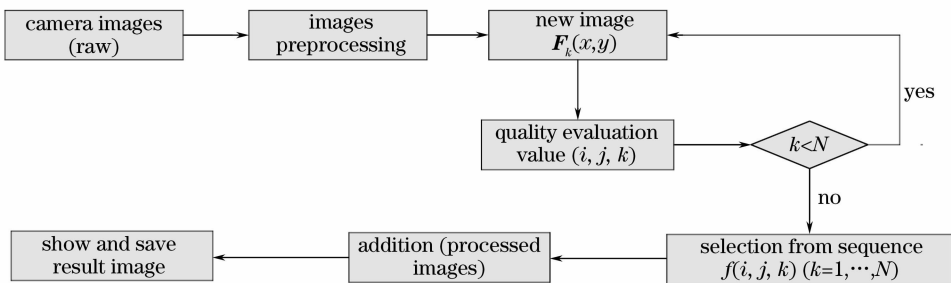 camera images
(raw)
images
preprocessing
new image
F_k(x,y)
yes
quality evaluation
value (i, j, k)
k<N
no
show and save
result image
addition (processed
images)
selection from sequence
f(i, j, k) (k=1,⋯,N)